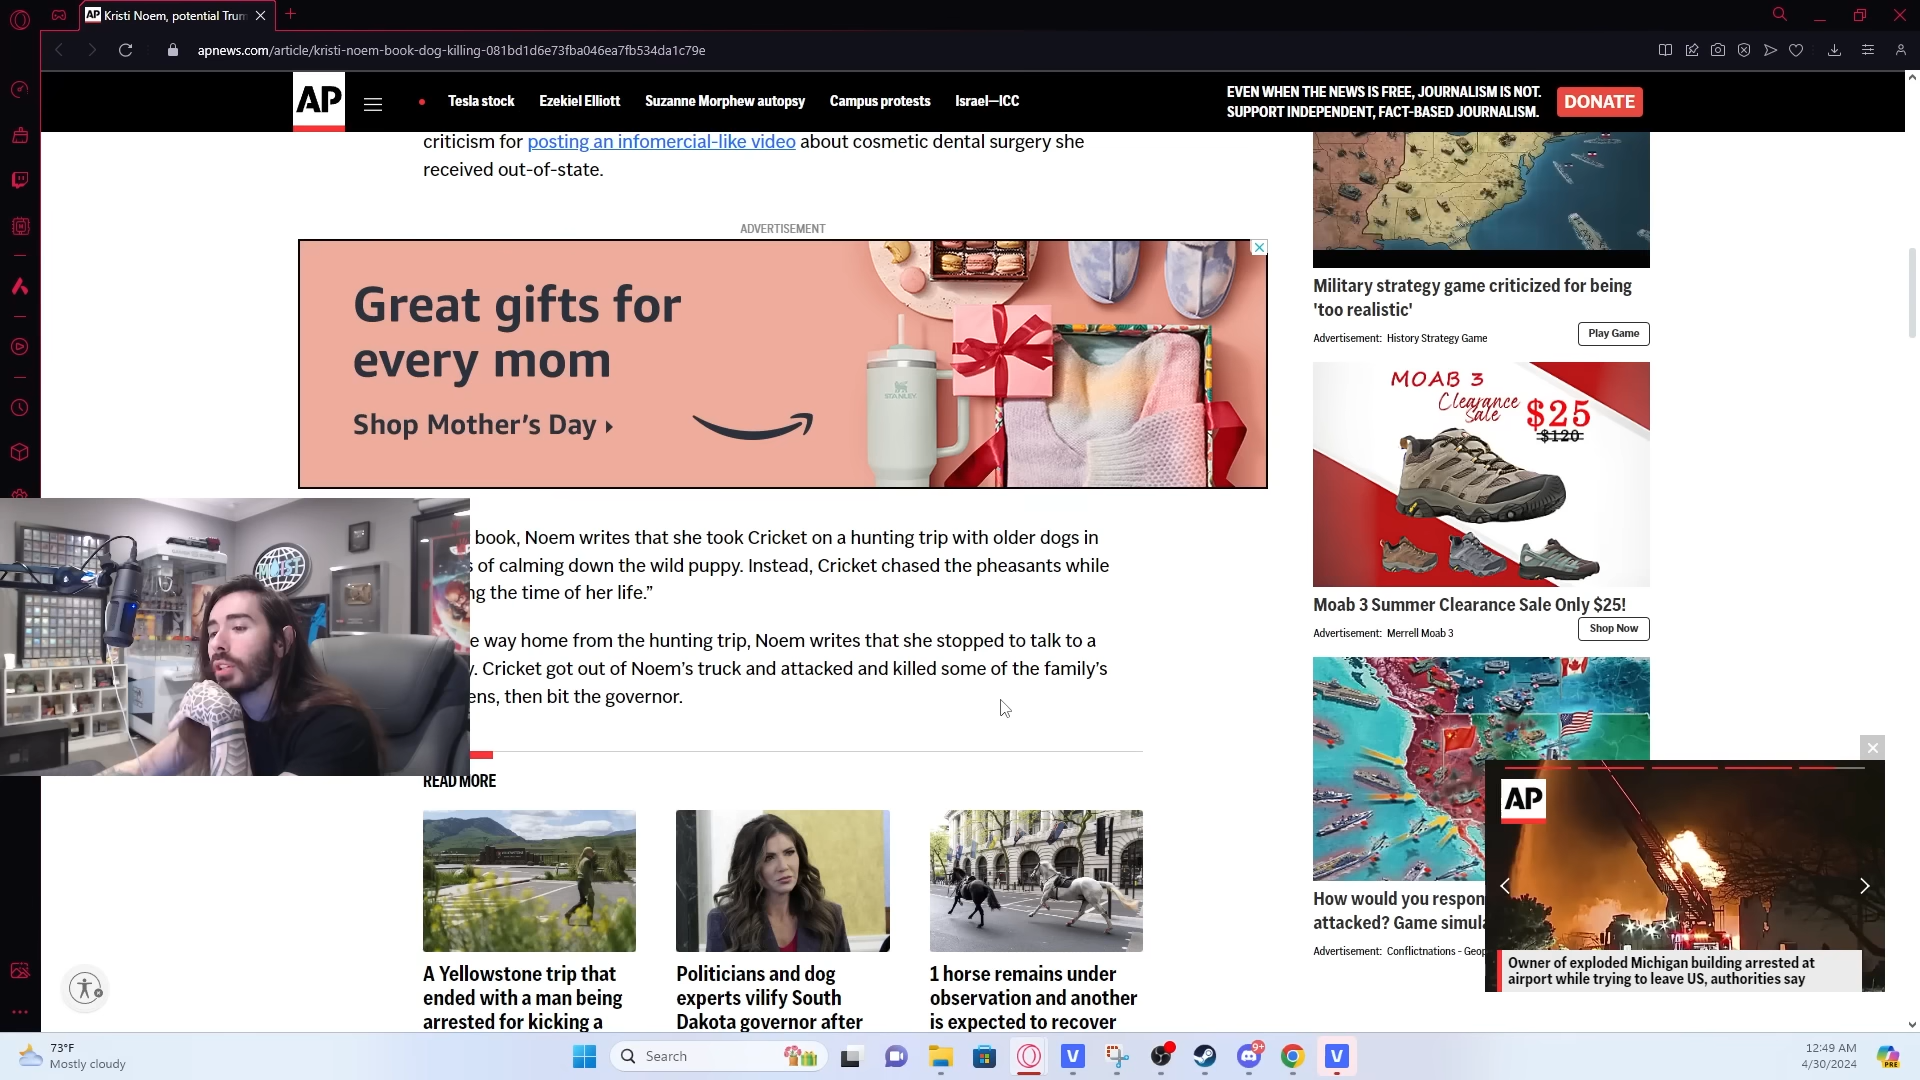 AP Kristi Noem, potential Trum
apnews.com/article/kristi-noem-book-dog-killing-081bd1d6e73fba046ea7fb534da1c79e
AP
Tesla stock Ezekiel Elliott Suzanne Morphew autopsy Campus protests Israel—ICC
EVEN WHEN THE NEWS IS FREE, JOURNALISM IS NOT.
SUPPORT INDEPENDENT, FACT-BASED JOURNALISM.
DONATE
criticism for posting an infomercial-like video about cosmetic dental surgery she
received out-of-state.
ADVERTISEMENT
Great gifts for
every mom
Shop Mother's Day
STANLEY
book, Noem writes that she took Cricket on a hunting trip with older dogs in
s of calming down the wild puppy. Instead, Cricket chased the pheasants while
ng the time of her life.”
e way home from the hunting trip, Noem writes that she stopped to talk to a
y. Cricket got out of Noem’s truck and attacked and killed some of the family’s
ens, then bit the governor.
READ MORE
A Yellowstone trip that
ended with a man being
arrested for kicking a
Politicians and dog
experts vilify South
Dakota governor after
1 horse remains under
observation and another
is expected to recover
Military strategy game criticized for being
'too realistic'
Advertisement: History Strategy Game
Play Game
MOAB 3
Clearance
Sale
$25
$120
Moab 3 Summer Clearance Sale Only $25!
Advertisement: Merrell Moab 3
Shop Now
How would you respon
attacked? Game simula
Advertisement: Conflictnations - Geop
AP
Owner of exploded Michigan building arrested at
airport while trying to leave US, authorities say
MOIST
73°F
Mostly cloudy
Search
9+
12:49 AM
4/30/2024
PRE